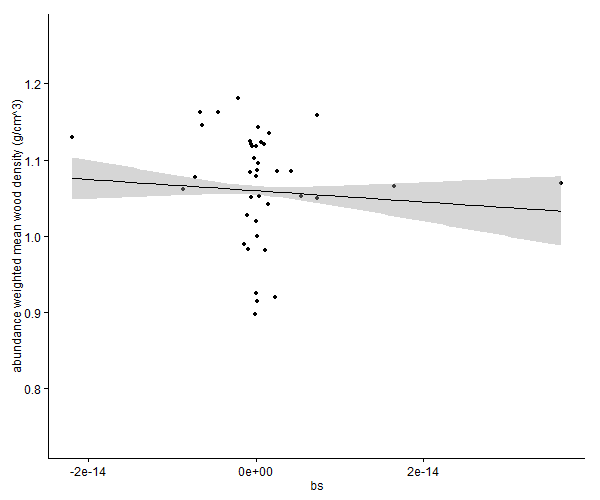 abundance weighted mean wood density (g/cm^3)
1.2
1.1
1.0
0.9
0.8
-2e-14
0e+00
2e-14
bs